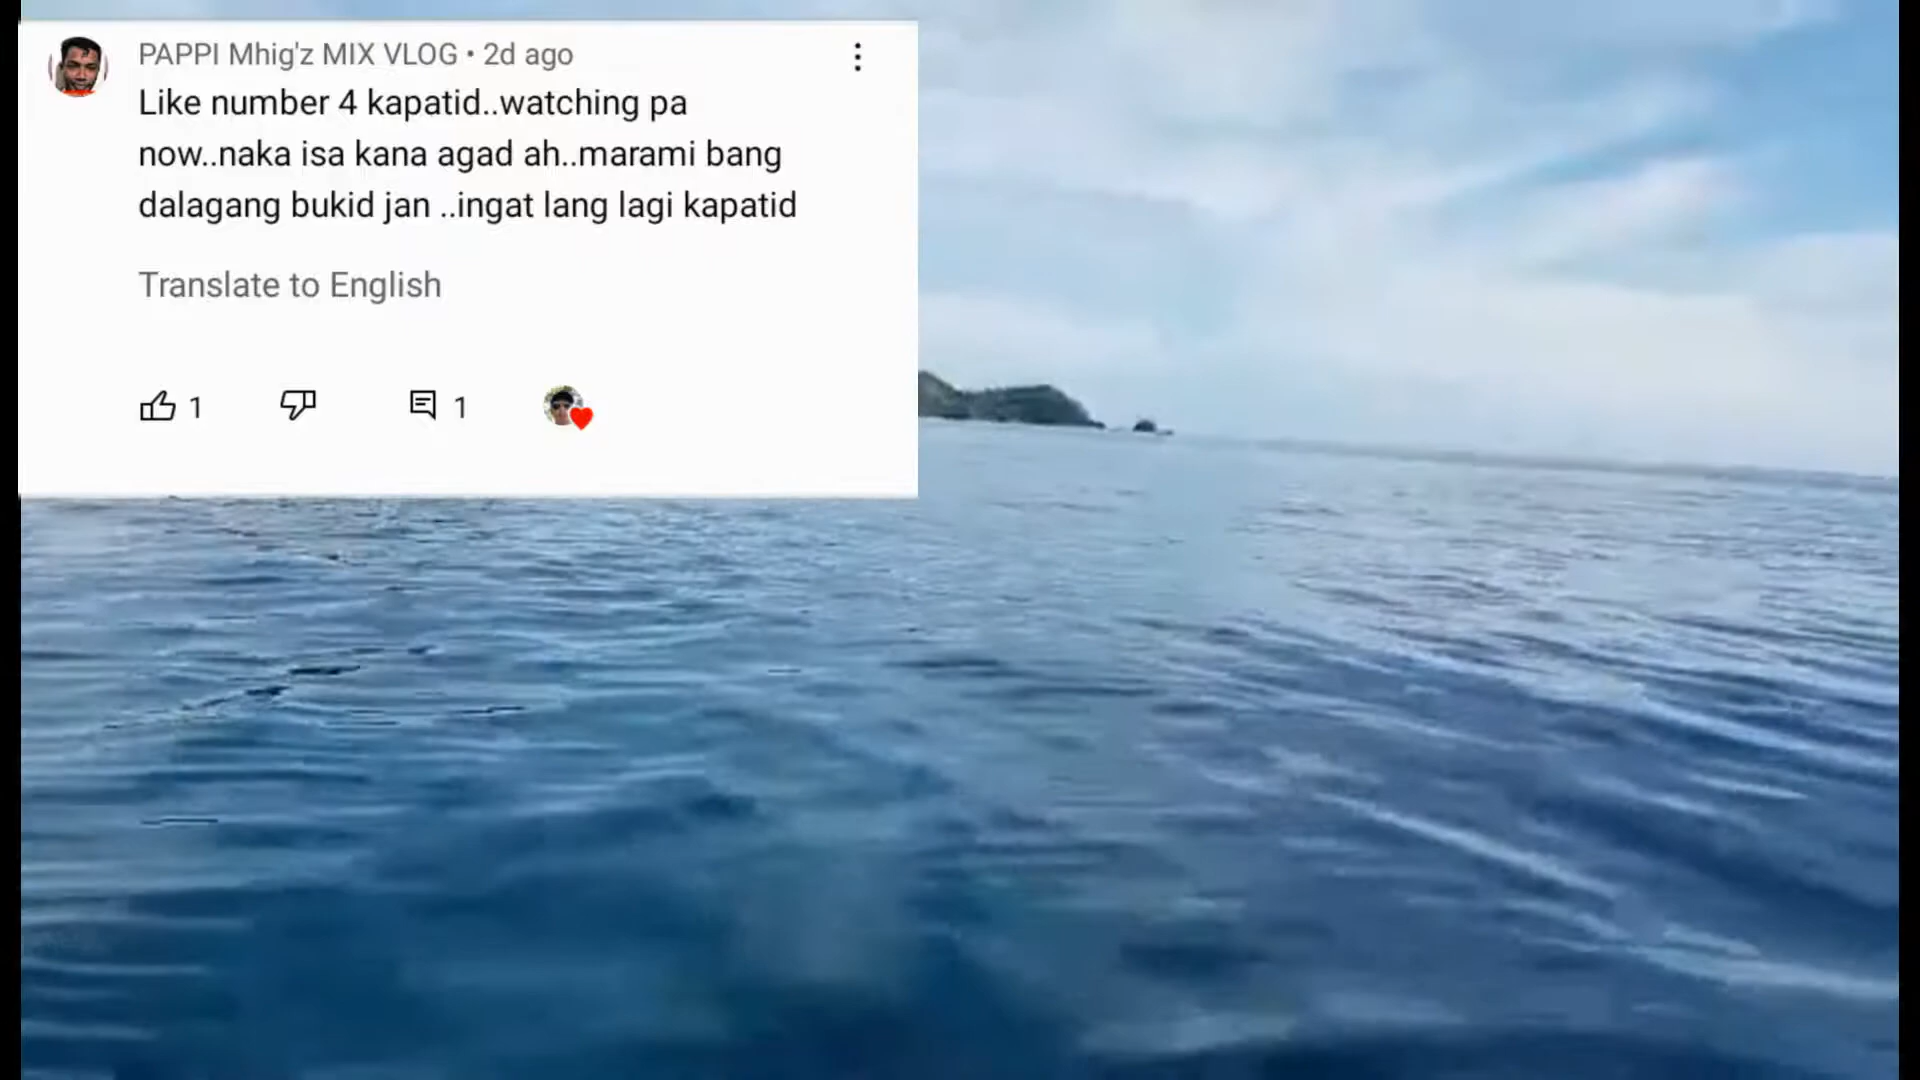 PAPPI Mhig'z MIX VLOG • 2d ago
Like number 4 kapatid..watching pa
now..naka isa kana agad ah..marami bang
dalagang bukid jan ..ingat lang lagi kapatid
Translate to English
1
1